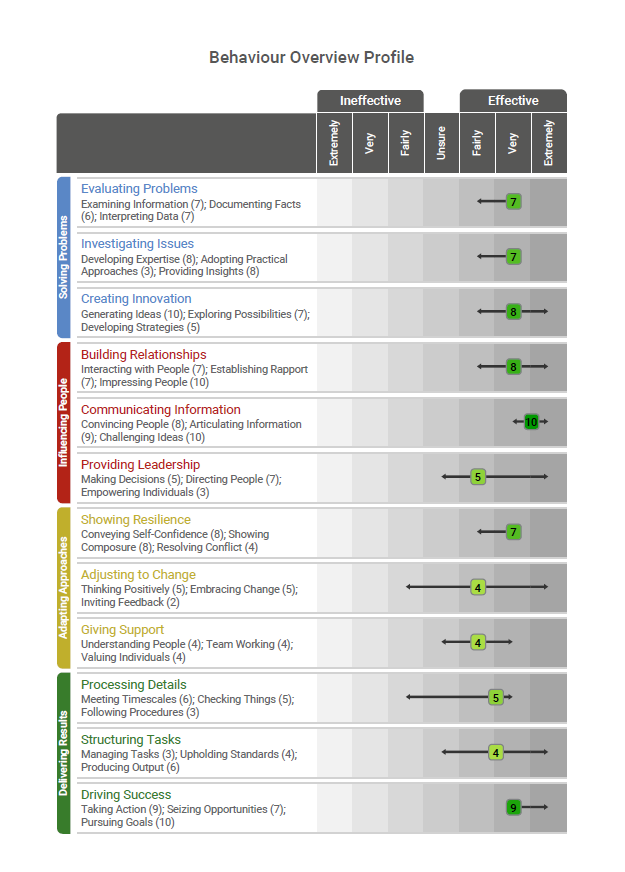 Behaviour Overview Profile
Ineffective
Effective
Extremely
Very
Fairly
Unsure
Fairly
Very
Extremely
Solving Problems
Evaluating Problems
Examining Information (7); Documenting Facts
(6); Interpreting Data (7)
7
Investigating Issues
Developing Expertise (8); Adopting Practical
Approaches (3); Providing Insights (8)
7
Creating Innovation
Generating Ideas (10); Exploring Possibilities (7);
Developing Strategies (5)
8
Influencing People
Building Relationships
Interacting with People (7); Establishing Rapport
(7); Impressing People (10)
8
Communicating Information
Convincing People (8); Articulating Information
(9); Challenging Ideas (10)
10
Providing Leadership
Making Decisions (5); Directing People (7);
Empowering Individuals (3)
5
Adapting Approaches
Showing Resilience
Conveying Self-Confidence (8); Showing
Composure (8); Resolving Conflict (4)
7
Adjusting to Change
Thinking Positively (5); Embracing Change (5);
Inviting Feedback (2)
4
Giving Support
Understanding People (4); Team Working (4);
Valuing Individuals (4)
4
Delivering Results
Processing Details
Meeting Timescales (6); Checking Things (5);
Following Procedures (3)
5
Structuring Tasks
Managing Tasks (3); Upholding Standards (4);
Producing Output (6)
4
Driving Success
Taking Action (9); Seizing Opportunities (7);
Pursuing Goals (10)
9